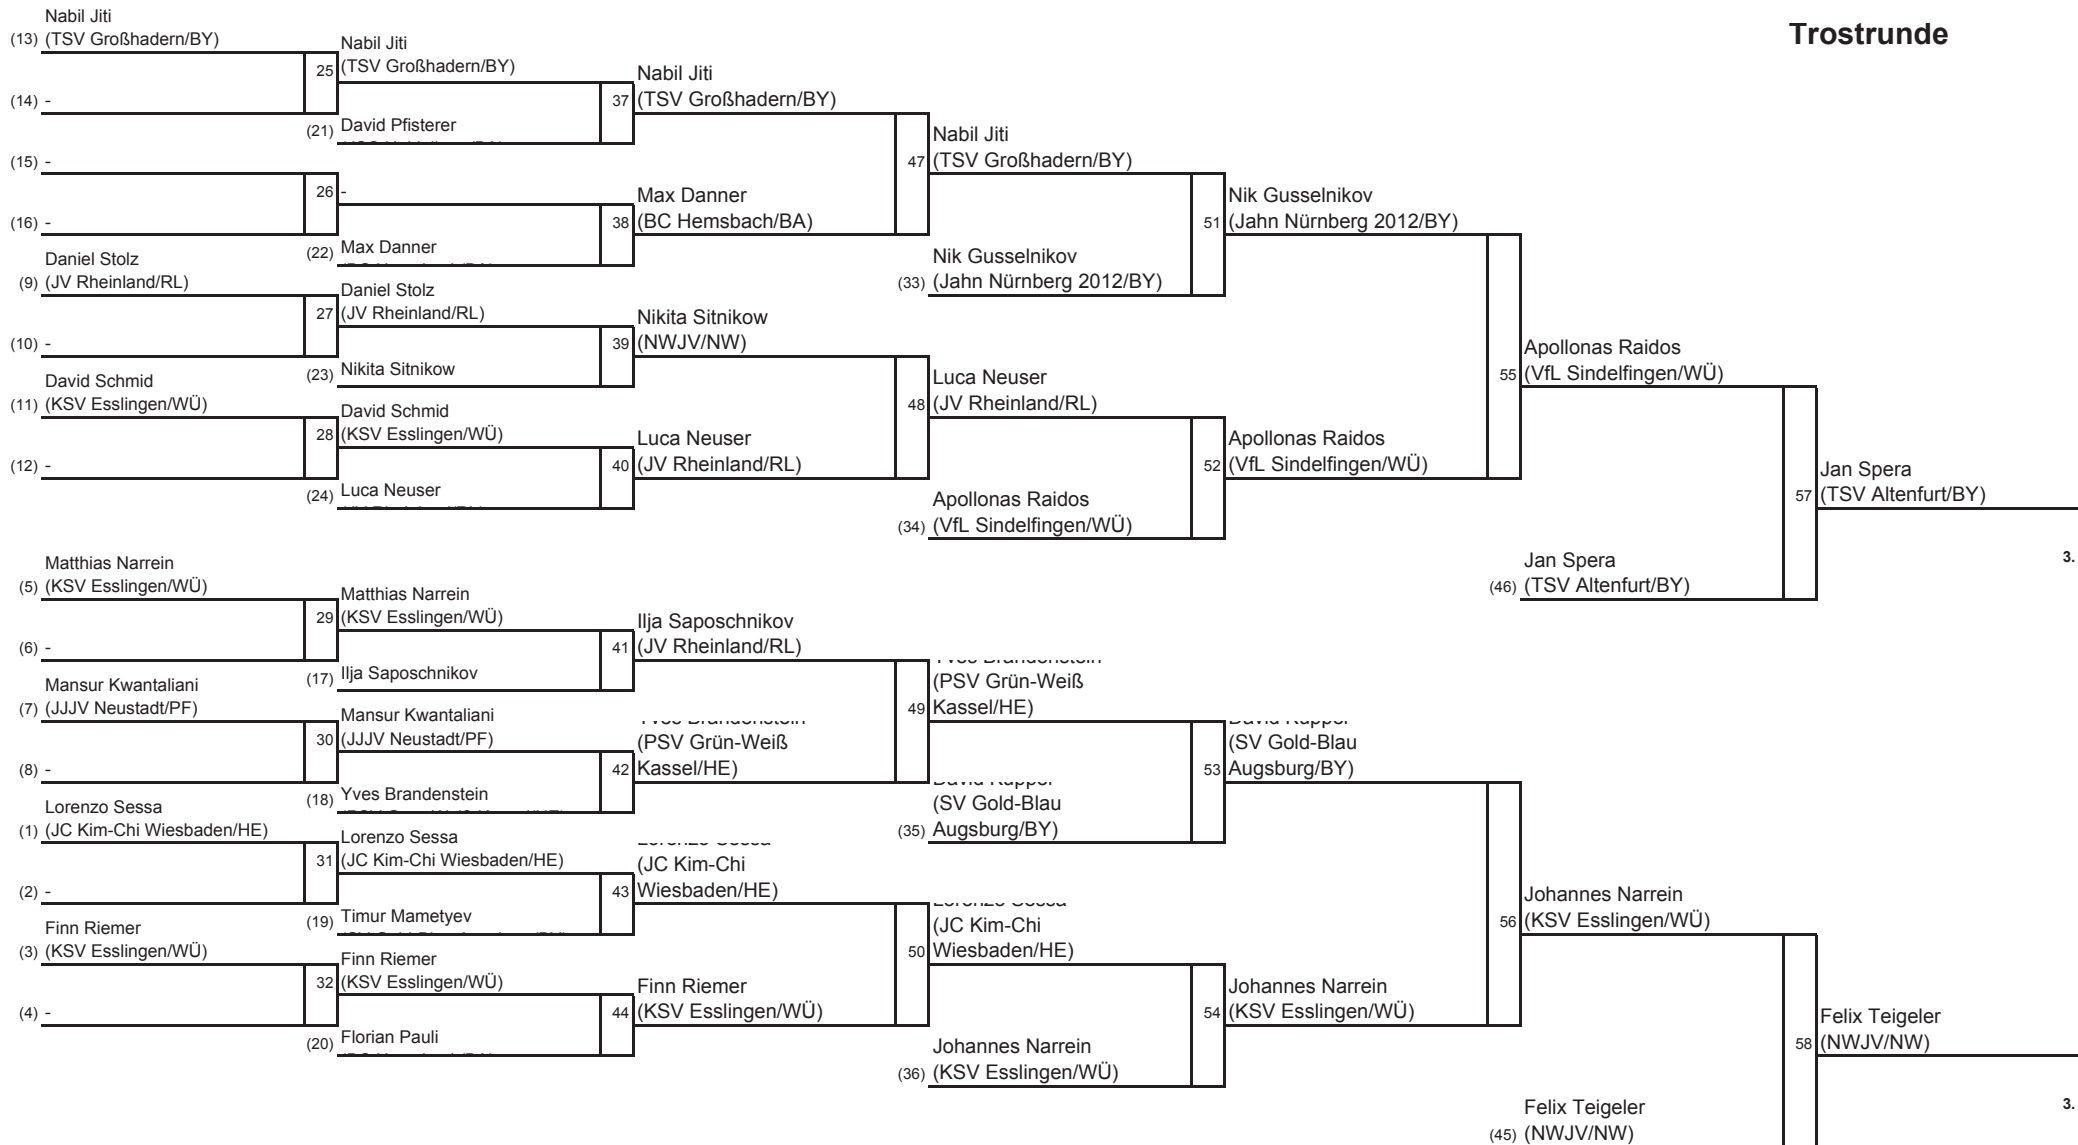 Trostrunde
Nabil Jiti
(13) (TSV Großhadern/BY)
25
(14) -
Nabil Jiti
(TSV Großhadern/BY)
37
(21) David Pfisterer
(15) -
26 -
(16) -
(22) Max Danner
38
Daniel Stolz
(9) (JV Rheinland/RL)
27
(10) -
Daniel Stolz
(JV Rheinland/RL)
39
(23) Nikita Sitnikow
David Schmid
(11) (KSV Esslingen/WÜ)
28
(12) -
David Schmid
(KSV Esslingen/WÜ)
40
(24) Luca Neuser
Nabil Jiti
(TSV Großhadern/BY)
47
Max Danner
(BC Hemsbach/BA)
Nikita Sitnikow
(NWJV/NW)
48
Luca Neuser
(JV Rheinland/RL)
Nabil Jiti
(TSV Großhadern/BY)
51
Nik Gusselnikov
(33) (Jahn Nürnberg 2012/BY)
Luca Neuser
(JV Rheinland/RL)
52
Apollonas Raidos
(34) (VfL Sindelfingen/WÜ)
Nik Gusselnikov
(Jahn Nürnberg 2012/BY)
55
Apollonas Raidos
(VfL Sindelfingen/WÜ)
Apollonas Raidos
(VfL Sindelfingen/WÜ)
57
Jan Spera
(46) (TSV Altenfurt/BY)
Jan Spera
(TSV Altenfurt/BY)
3.
Matthias Narrein
(5) (KSV Esslingen/WÜ)
29
(6) -
Matthias Narrein
(KSV Esslingen/WÜ)
41
(17) Ilja Saposchnikov
Mansur Kwantaliani
(7) (JJJV Neustadt/PF)
30
(8) -
Mansur Kwantaliani
(JJJV Neustadt/PF)
42
(18) Yves Brandenstein
Lorenzo Sessa
(1) (JC Kim-Chi Wiesbaden/HE)
31
(2) -
Lorenzo Sessa
(JC Kim-Chi Wiesbaden/HE)
43
(19) Timur Mametyev
Finn Riemer
(3) (KSV Esslingen/WÜ)
32
(4) -
Finn Riemer
(KSV Esslingen/WÜ)
44
(20) Florian Pauli
Ilja Saposchnikov
(JV Rheinland/RL)
49
(PSV Grün-Weiß
Kassel/HE)
(JC Kim-Chi
Wiesbaden/HE)
50
Finn Riemer
(KSV Esslingen/WÜ)
(PSV Grün-Weiß
Kassel/HE)
53
(SV Gold-Blau
(35) Augsburg/BY)
(JC Kim-Chi
Wiesbaden/HE)
54
Johannes Narrein
(36) (KSV Esslingen/WÜ)
(SV Gold-Blau
Augsburg/BY)
56
Johannes Narrein
(KSV Esslingen/WÜ)
Johannes Narrein
(KSV Esslingen/WÜ)
58
Felix Teigeler
(45) (NWJV/NW)
Felix Teigeler
(NWJV/NW)
3.